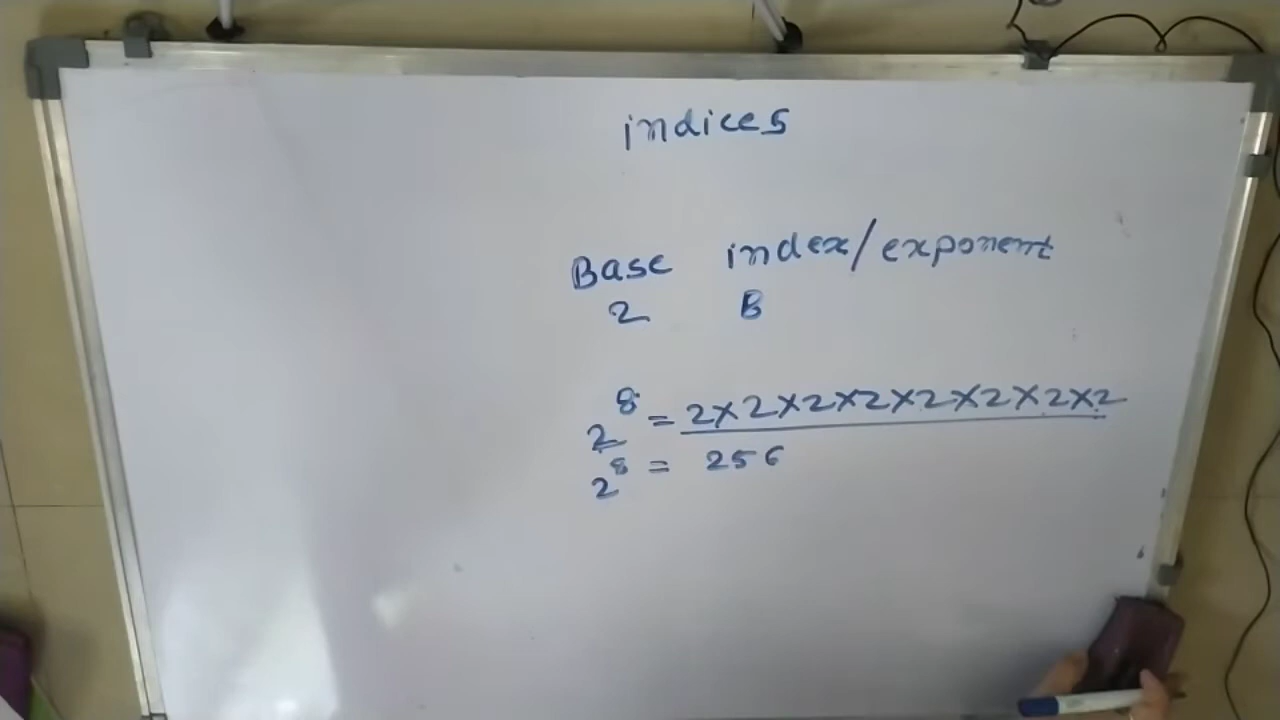 indices
Base index/exponent
2 8
2⁸ = 2×2×2×2×2×2×2×2
2⁸ = 256